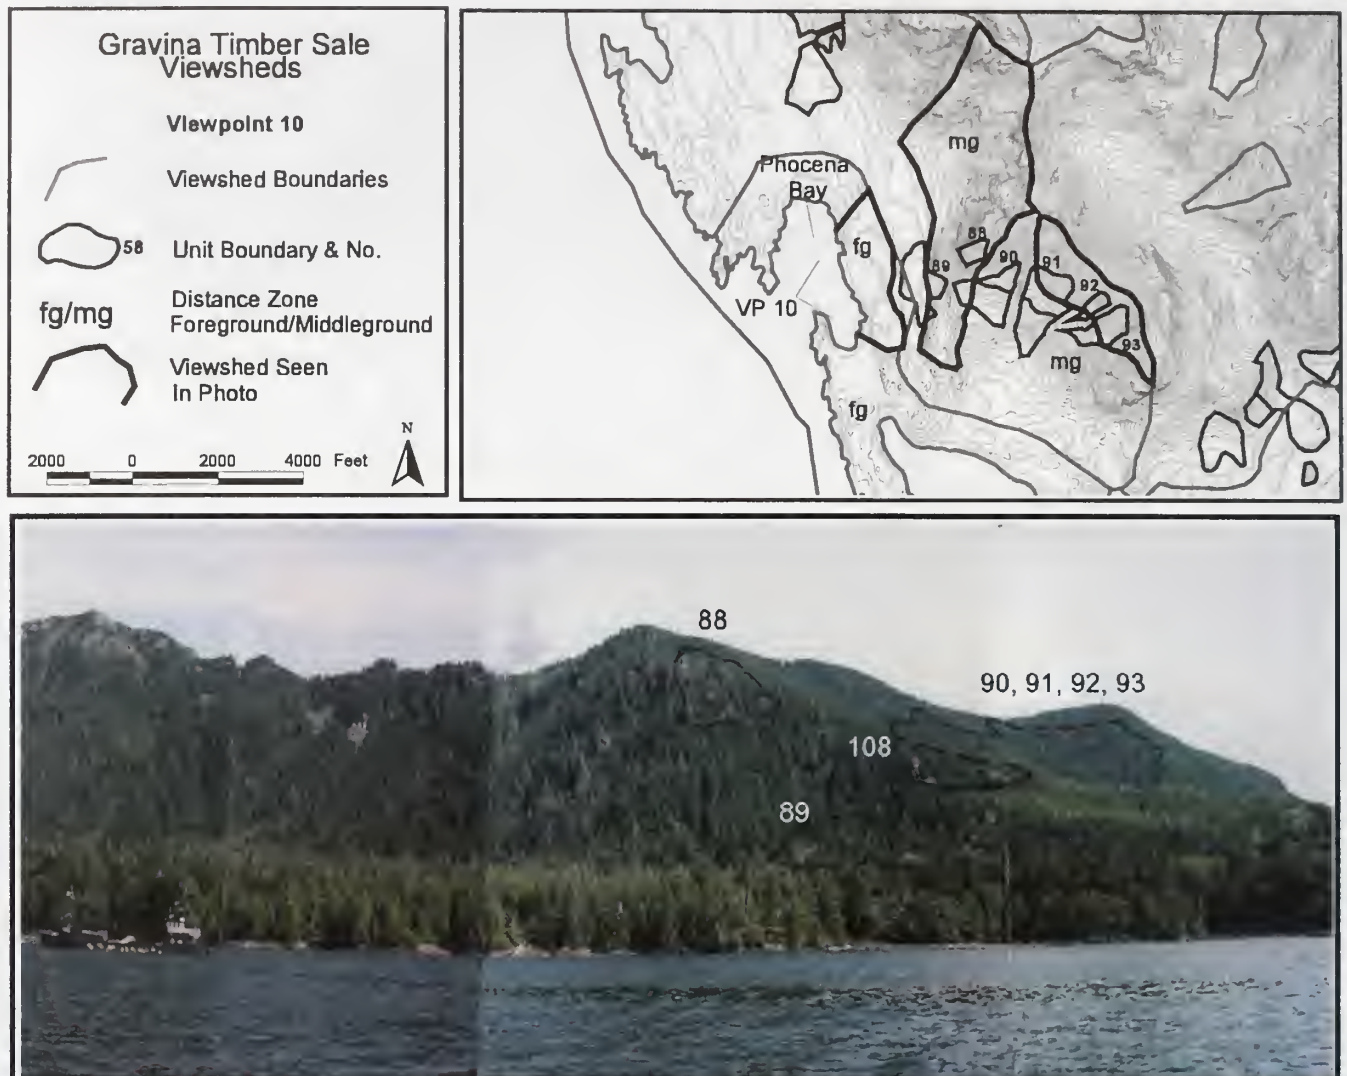 Gravina Timber Sale
Viewsheds
Viewpoint 10
Viewshed Boundaries
58
Unit Boundary & No.
fg/mg
Distance Zone
Foreground/Middleground
Viewshed Seen
In Photo
N
2000 0 2000 4000 Feet
mg
Phocena
Bay
fg
88
89
90
91
92
93
VP 10
mg
fg
D
88
90, 91, 92, 93
108
89